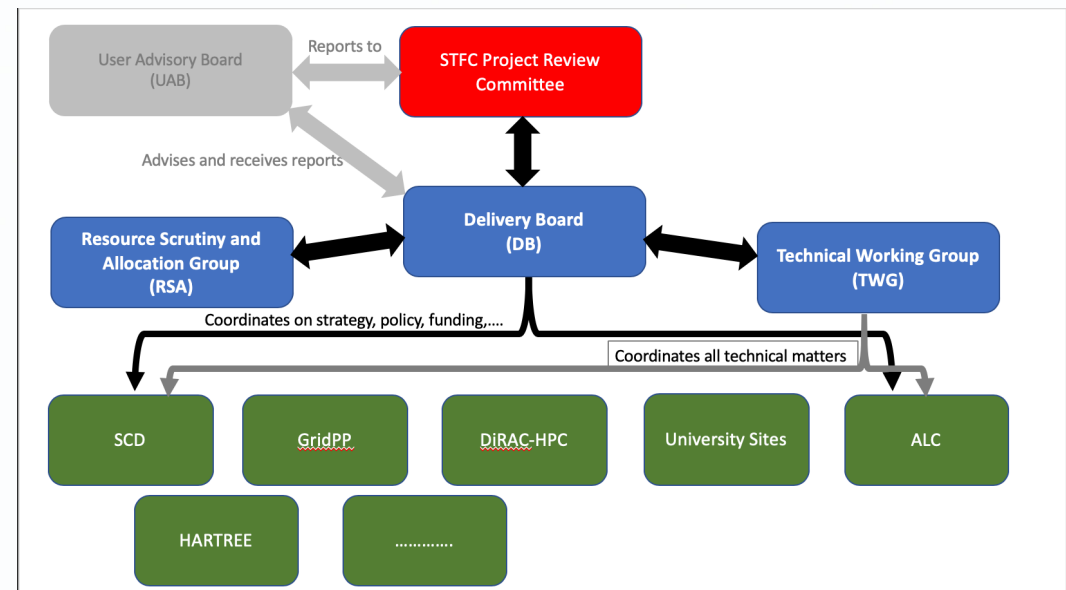 User Advisory Board
(UAB)
Reports to
STFC Project Review
Committee
Advises and receives reports
Delivery Board
(DB)
Resource Scrutiny and
Allocation Group
(RSA)
Technical Working Group
(TWG)
Coordinates on strategy, policy, funding,....
Coordinates all technical matters
SCD
GridPP
DiRAC-HPC
University Sites
ALC
HARTREE
………….